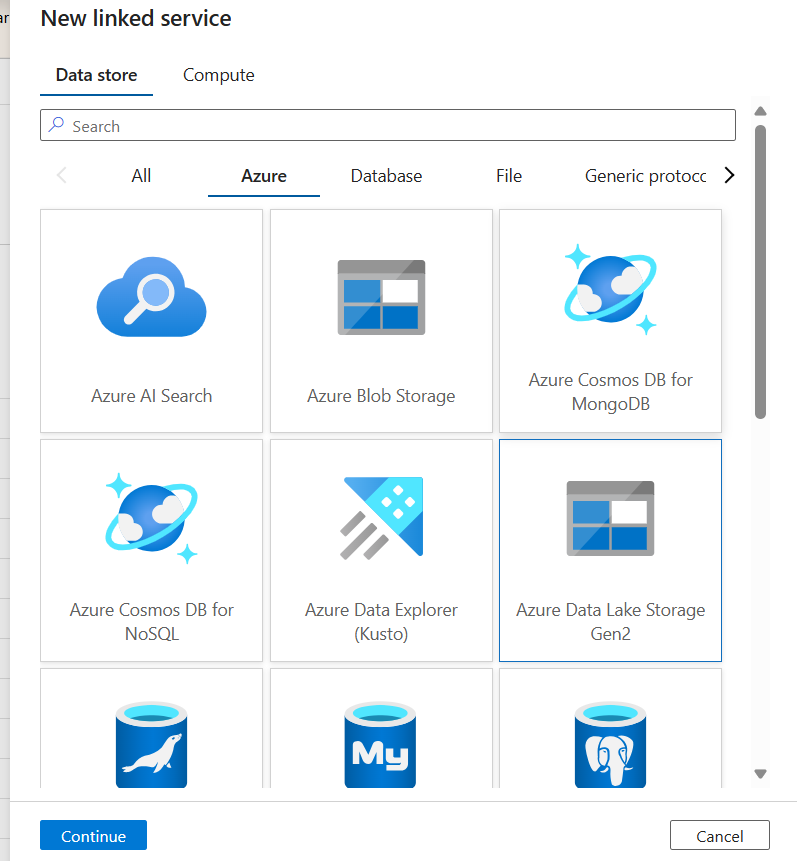 ar
New linked service
Data store
Compute
Search
All
Azure
Database
File
Generic protocc
Azure AI Search
Azure Blob Storage
Azure Cosmos DB for
MongoDB
Azure Cosmos DB for
NoSQL
Azure Data Explorer
(Kusto)
Azure Data Lake Storage
Gen2
My
Continue
Cancel